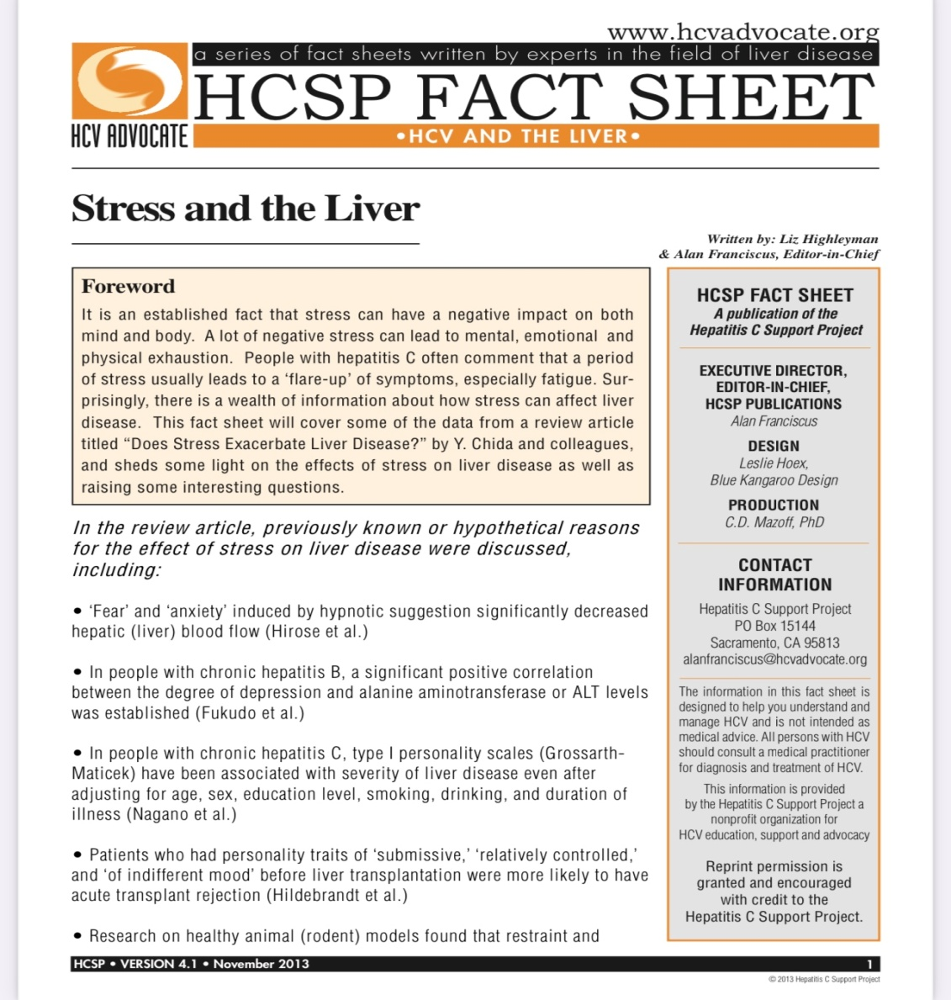 www.hcvadvocate.org
a series of fact sheets written by experts in the field of liver disease
HCSP FACT SHEET
HCV ADVOCATE
•HCV AND THE LIVER•
Stress and the Liver
Written by: Liz Highleyman
& Alan Franciscus, Editor-in-Chief
Foreword
It is an established fact that stress can have a negative impact on both
mind and body.  A lot of negative stress can lead to mental, emotional  and
physical exhaustion.  People with hepatitis C often comment that a period
of stress usually leads to a ‘flare-up’ of symptoms, especially fatigue. Sur-
prisingly, there is a wealth of information about how stress can affect liver
disease.  This fact sheet will cover some of the data from a review article
titled “Does Stress Exacerbate Liver Disease?” by Y. Chida and colleagues,
and sheds some light on the effects of stress on liver disease as well as
raising some interesting questions.
In the review article, previously known or hypothetical reasons
for the effect of stress on liver disease were discussed,
including:
• ‘Fear’ and ‘anxiety’ induced by hypnotic suggestion significantly decreased
hepatic (liver) blood flow (Hirose et al.)
• In people with chronic hepatitis B, a significant positive correlation
between the degree of depression and alanine aminotransferase or ALT levels
was established (Fukudo et al.)
• In people with chronic hepatitis C, type I personality scales (Grossarth-
Maticek) have been associated with severity of liver disease even after
adjusting for age, sex, education level, smoking, drinking, and duration of
illness (Nagano et al.)
• Patients who had personality traits of ‘submissive,’ ‘relatively controlled,’
and ‘of indifferent mood’ before liver transplantation were more likely to have
acute transplant rejection (Hildebrandt et al.)
• Research on healthy animal (rodent) models found that restraint and
HCSP FACT SHEET
A publication of the
Hepatitis C Support Project
EXECUTIVE DIRECTOR,
EDITOR-IN-CHIEF,
HCSP PUBLICATIONS
Alan Franciscus
DESIGN
Leslie Hoex,
Blue Kangaroo Design
PRODUCTION
C.D. Mazoff, PhD
CONTACT
INFORMATION
Hepatitis C Support Project
PO Box 15144
Sacramento, CA 95813
alanfranciscus@hcvadvocate.org
The information in this fact sheet is
designed to help you understand and
manage HCV and is not intended as
medical advice. All persons with HCV
should consult a medical practitioner
for diagnosis and treatment of HCV.
This information is provided
by the Hepatitis C Support Project a
nonprofit organization for
HCV education, support and advocacy
Reprint permission is
granted and encouraged
with credit to the
Hepatitis C Support Project.
HCSP • VERSION 4.1 • November 2013
1
© 2013 Hepatitis C Support Project